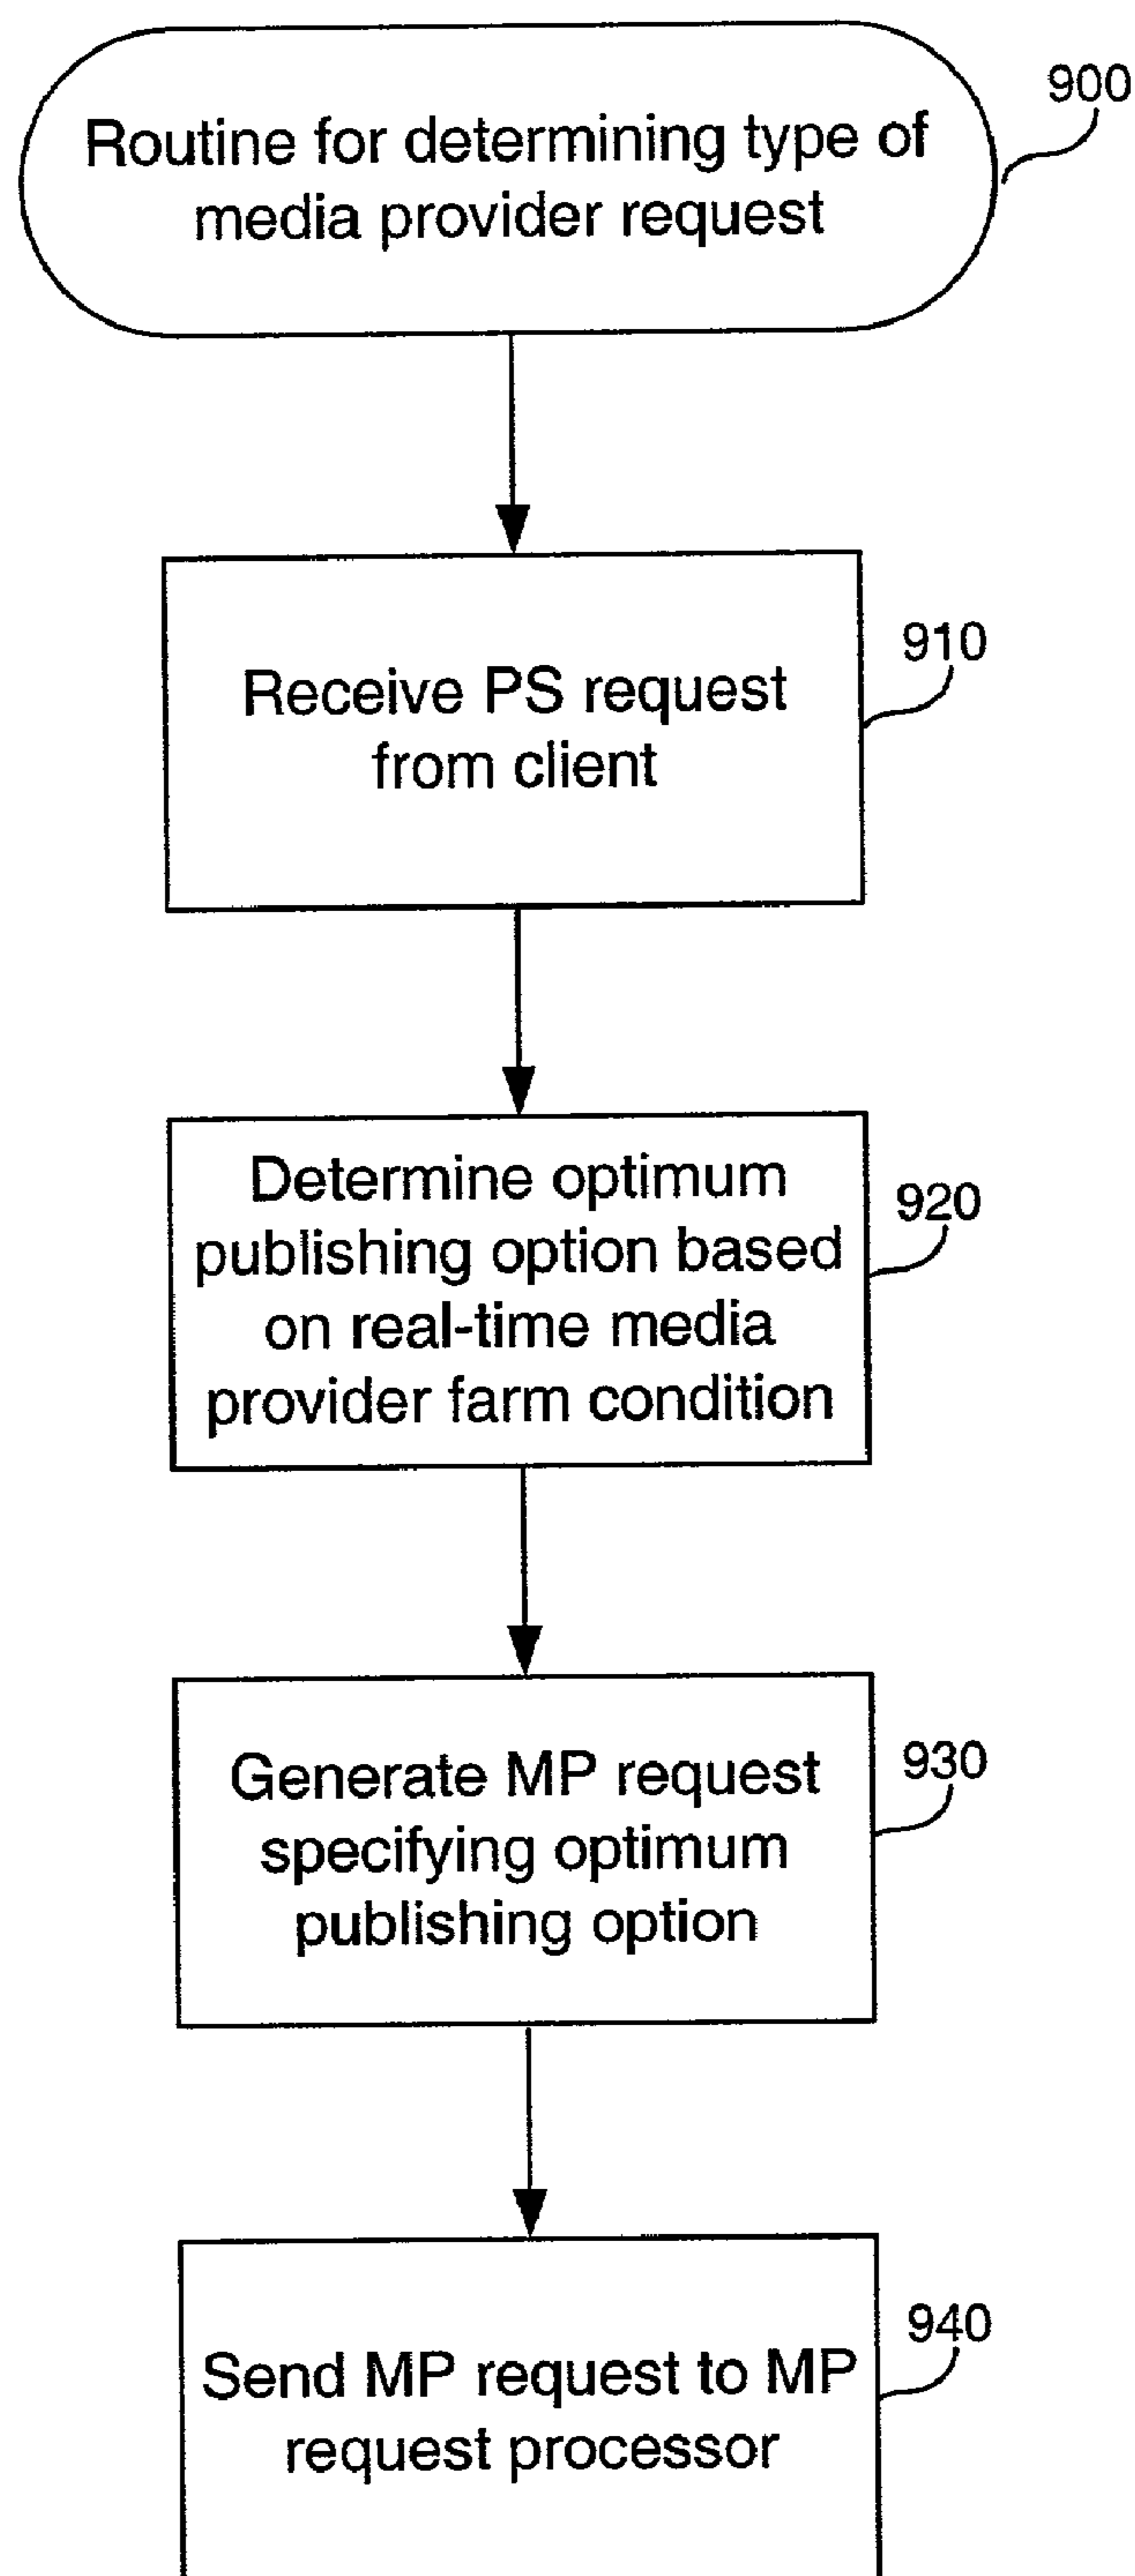 Routine for determining type of
media provider request
900
Receive PS request
from client
910
Determine optimum
publishing option based
on real-time media
provider farm condition
920
Generate MP request
specifying optimum
publishing option
930
Send MP request to MP
request processor
940